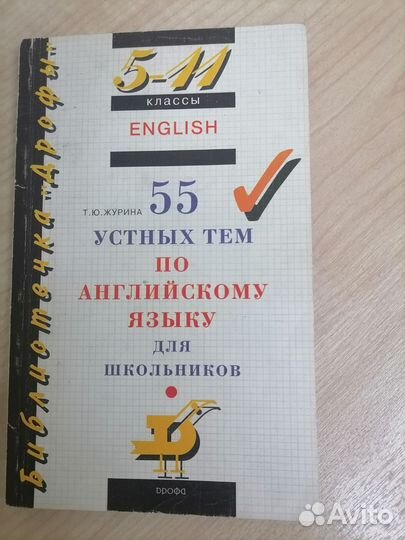 Библиотечка "Дрофы"
5-11
классы
ENGLISH
Т.Ю.ЖУРИНА 55
УСТНЫХ ТЕМ
ПО
АНГЛИЙСКОМУ
ЯЗЫКУ
ДЛЯ
ШКОЛЬНИКОВ
Дрофа
Avito